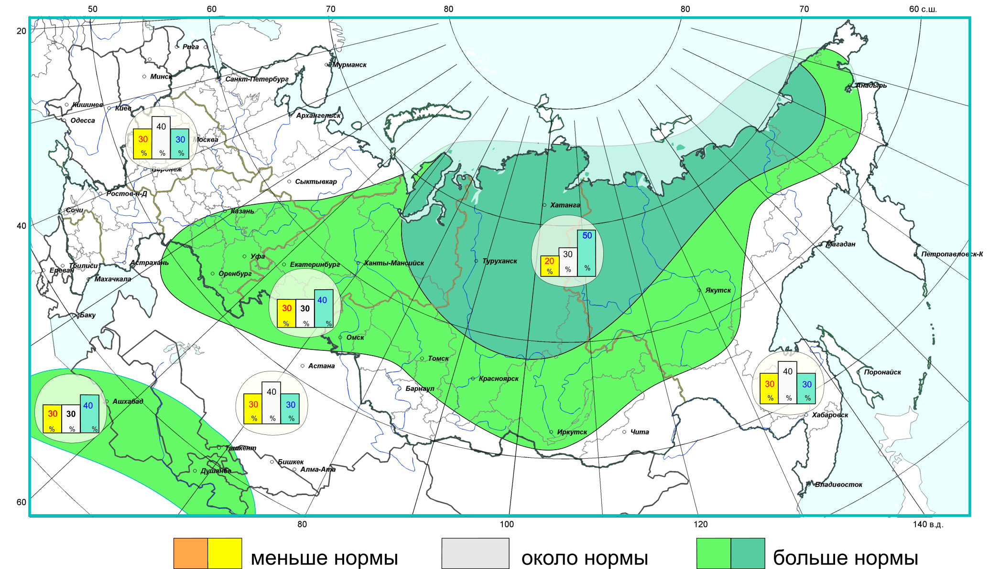 50 60 70 80 80 70 60 с.ш.
20
Рига
Мурманск
Минск
Санкт-Петербург
Анадырь
Кишинев
Киев
Архангельск
Одесса
40
30 30
% % %
Москва
Воронеж
Сыктывкар
Ростов-н-Д
Хатанга
Сочи
Казань
40
50
20 30
% % %
Магадан
Петропавловск-К
Уфа
Туруханск
Астрахань
Екатеринбург
Ханты-Мансийск
Тбилиси
Ереван
Оренбург
Махачкала
Якутск
40
30 30
% % %
Баку
Омск
Томск
Астана
40
30 30
% % %
Поронайск
Красноярск
Барнаул
40
30 30
% % %
Ашхабад
40
30 30
% % %
Хабаровск
Иркутск
Чита
Ташкент
Бишкек
Алма-Ата
Душанбе
Владивосток
60
80 100 120 140 в.д.
меньше нормы около нормы больше нормы